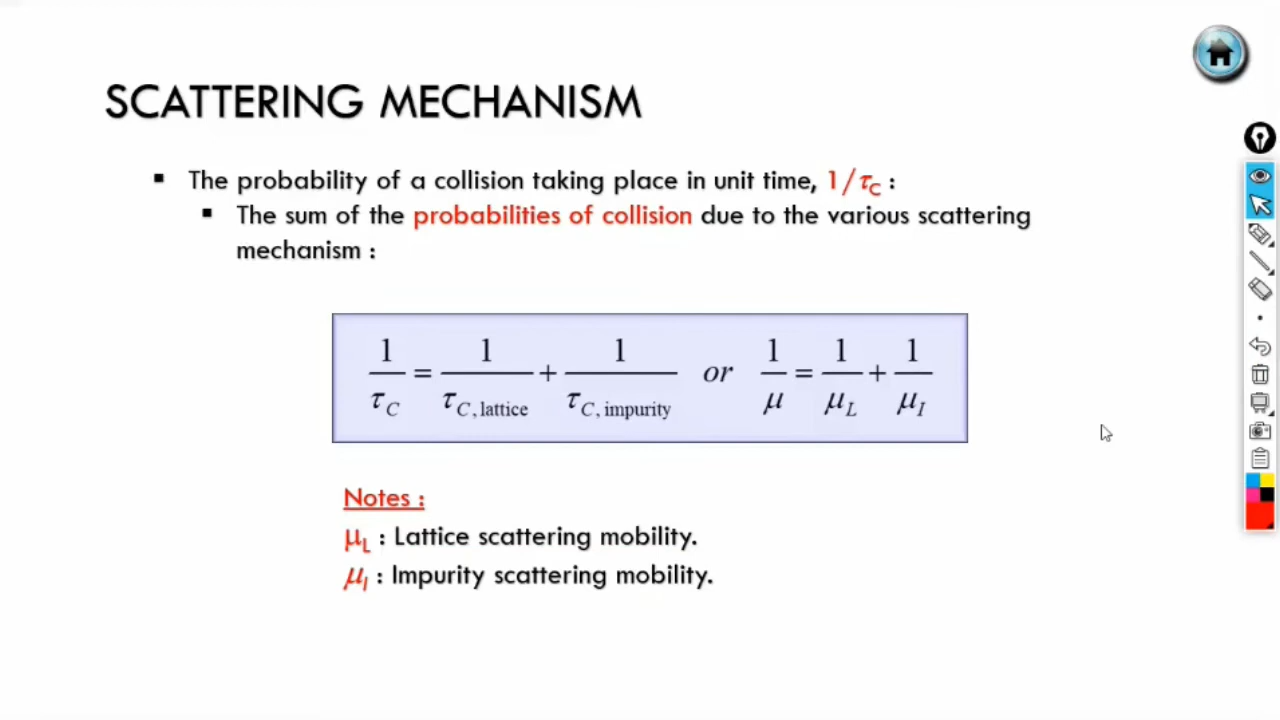 SCATTERING MECHANISM
▪ The probability of a collision taking place in unit time, 1/τC :
▪ The sum of the probabilities of collision due to the various scattering
mechanism :
1/τC = 1/τC, lattice + 1/τC, impurity or 1/μ = 1/μL + 1/μI
Notes :
μL : Lattice scattering mobility.
μI : Impurity scattering mobility.